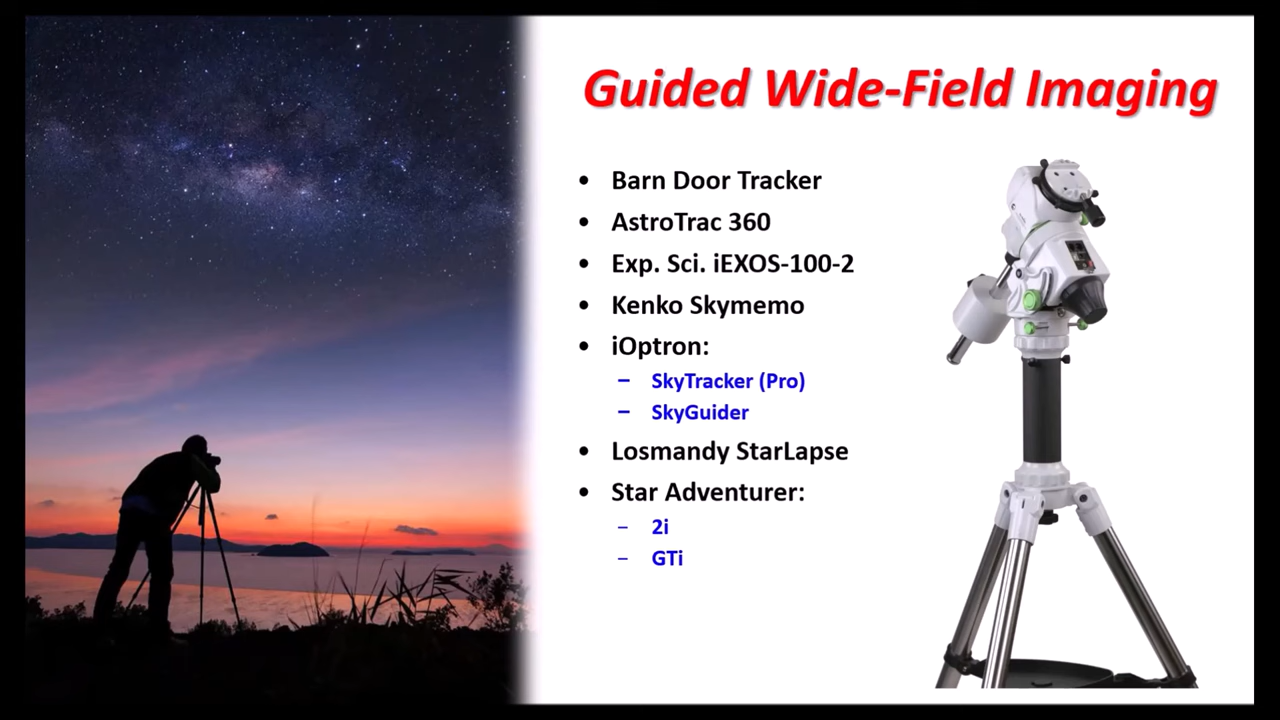 Guided Wide-Field Imaging
• Barn Door Tracker
• AstroTrac 360
• Exp. Sci. iEXOS-100-2
• Kenko Skymemo
• iOptron:
– SkyTracker (Pro)
– SkyGuider
• Losmandy StarLapse
• Star Adventurer:
– 2i
– GTi